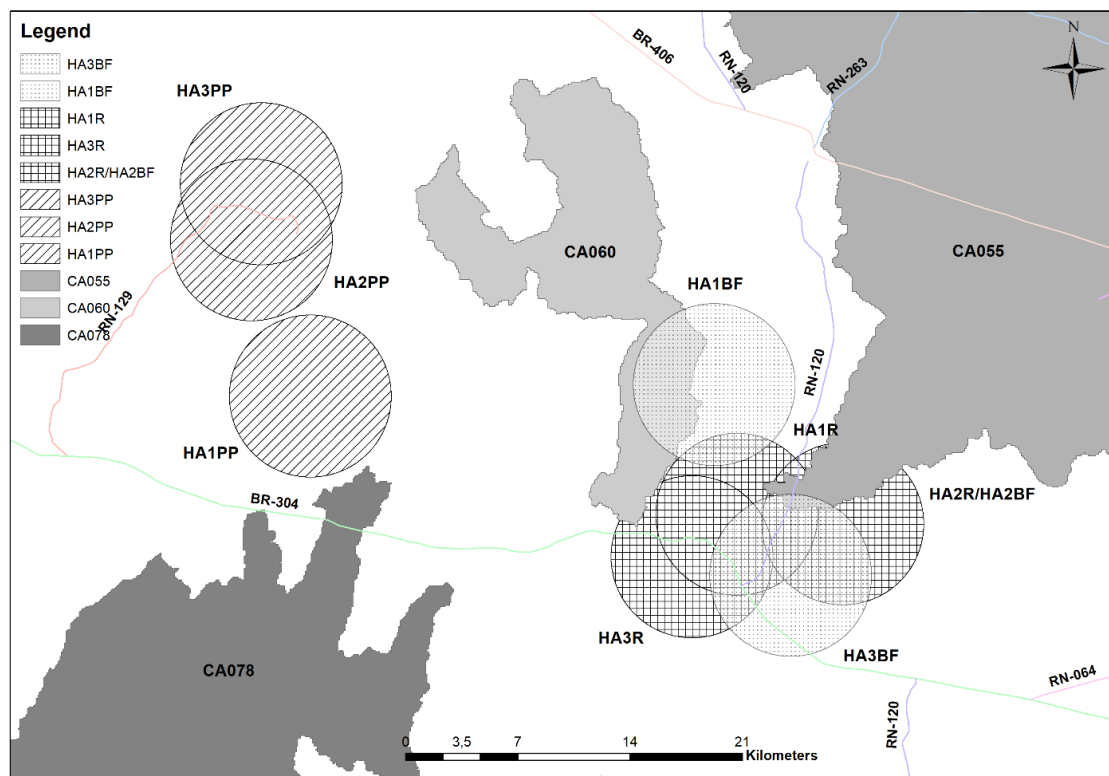 Legend
HA3BF
HA1BF
HA1R
HA3R
HA2R/HA2BF
HA3PP
HA2PP
HA1PP
CA055
CA060
CA078
N
BR-406
RN-120
RN-263
HA3PP
CA060
CA055
HA2PP
HA1BF
RN-129
RN-120
HA1R
HA1PP
BR-304
HA2R/HA2BF
HA3R
HA3BF
CA078
RN-064
RN-120
0 3,5 7 14 21
Kilometers